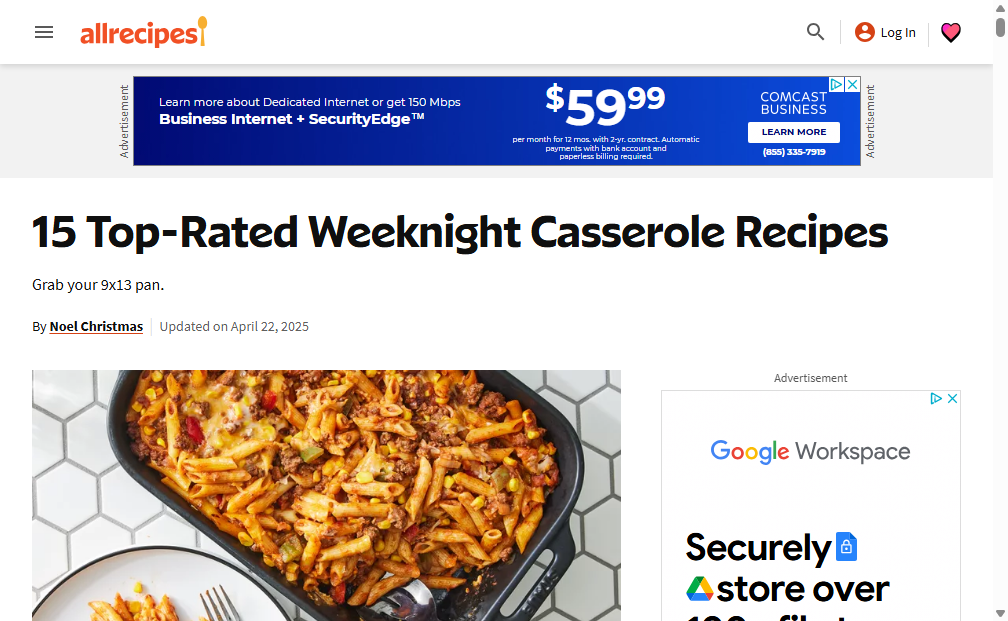 allrecipes
Log In
Advertisement
Learn more about Dedicated Internet or get 150 Mbps
Business Internet + SecurityEdge™
$5999
per month for 12 mos. with 2-yr. contract. Automatic
payments with bank account and
paperless billing required.
COMCAST
BUSINESS
LEARN MORE
(855) 335-7919
Advertisement
15 Top-Rated Weeknight Casserole Recipes
Grab your 9x13 pan.
By Noel Christmas
Updated on April 22, 2025
Advertisement
Google Workspace
Securely
store over